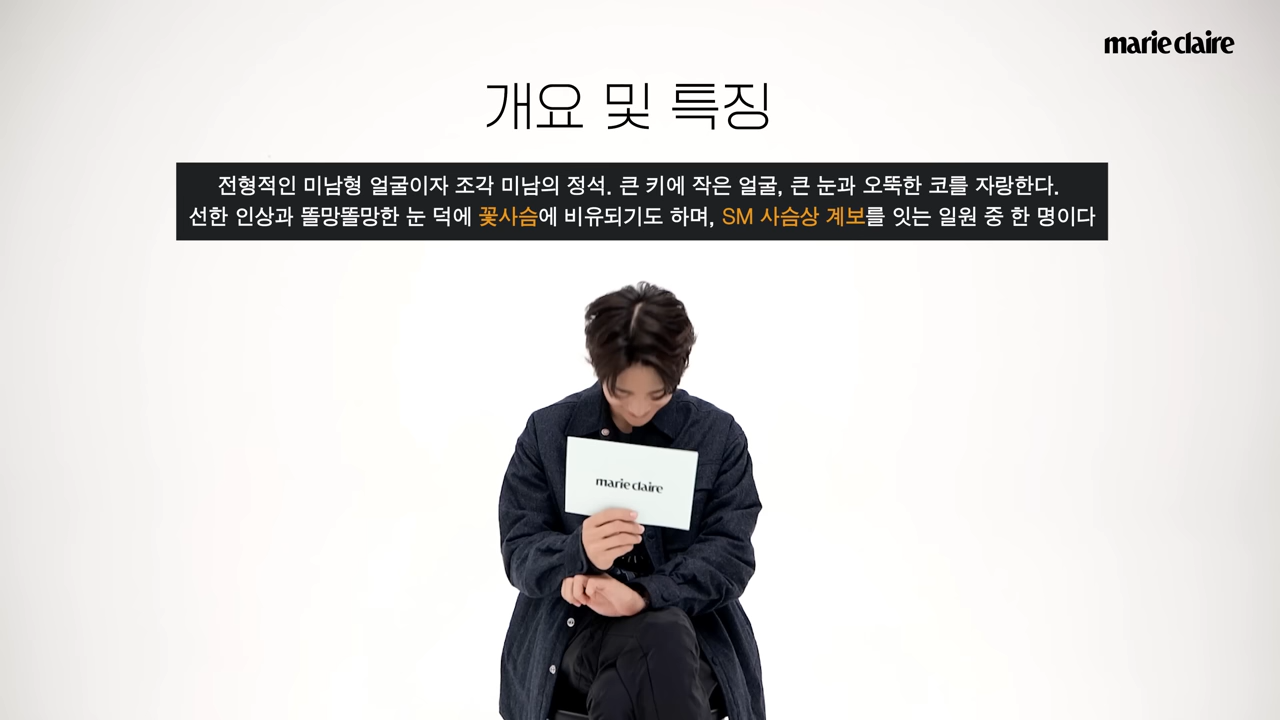 marie claire
개요 및 특징
전형적인 미남형 얼굴이자 조각 미남의 정석. 큰 키에 작은 얼굴, 큰 눈과 오뚝한 코를 자랑한다.
선한 인상과 똘망똘망한 눈 덕에 꽃사슴에 비유되기도 하며, SM 사슴상 계보를 잇는 일원 중 한 명이다
marie claire